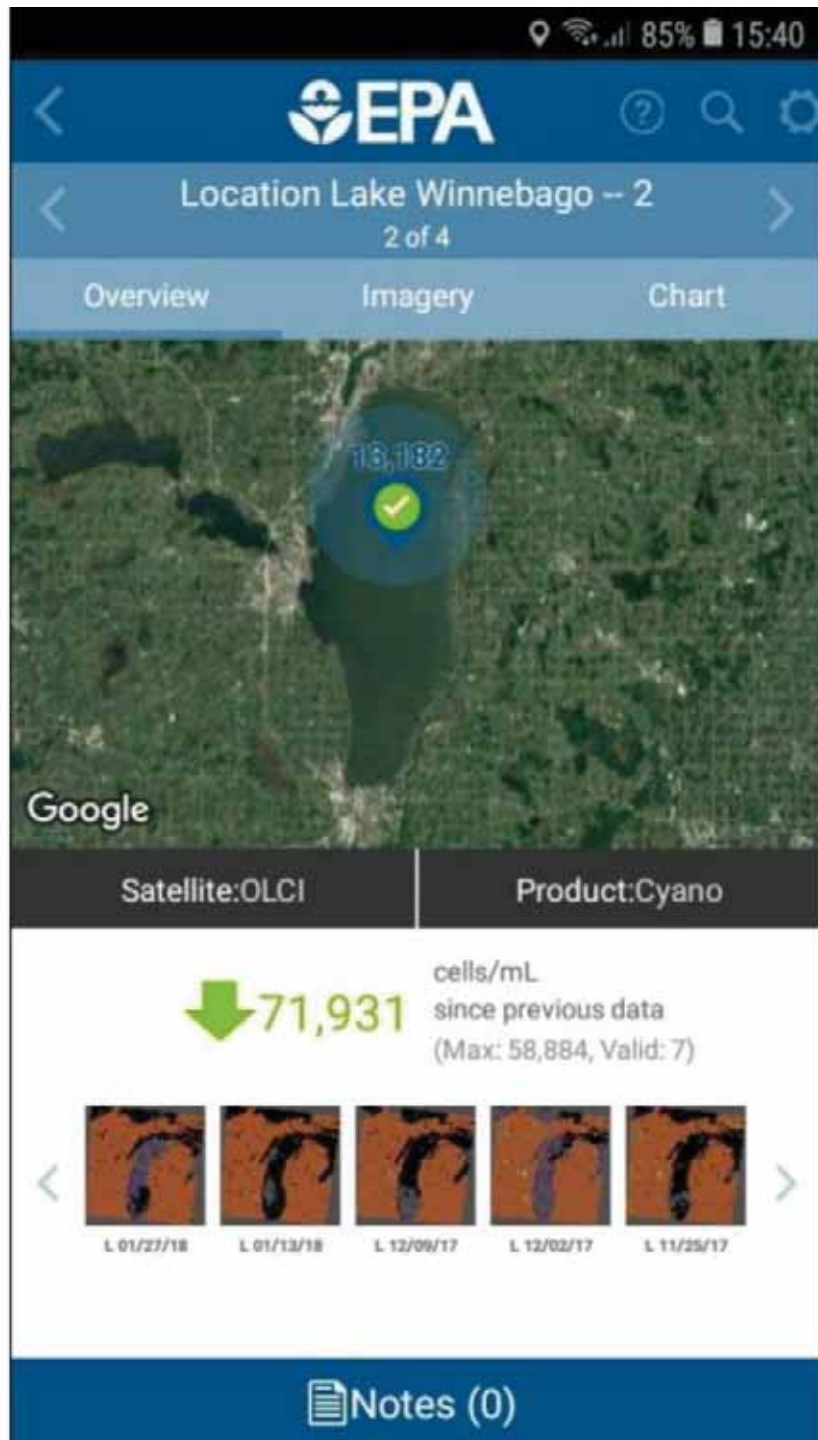 85% 15:40
EPA
Location Lake Winnebago -- 2
2 of 4
Overview Imagery Chart
13,182
Google
Satellite:OLCI Product:Cyano
71,931
cells/mL
since previous data
(Max: 58,884, Valid: 7)
L 01/27/18 L 01/13/18 L 12/09/17 L 12/02/17 L 11/25/17
Notes (0)